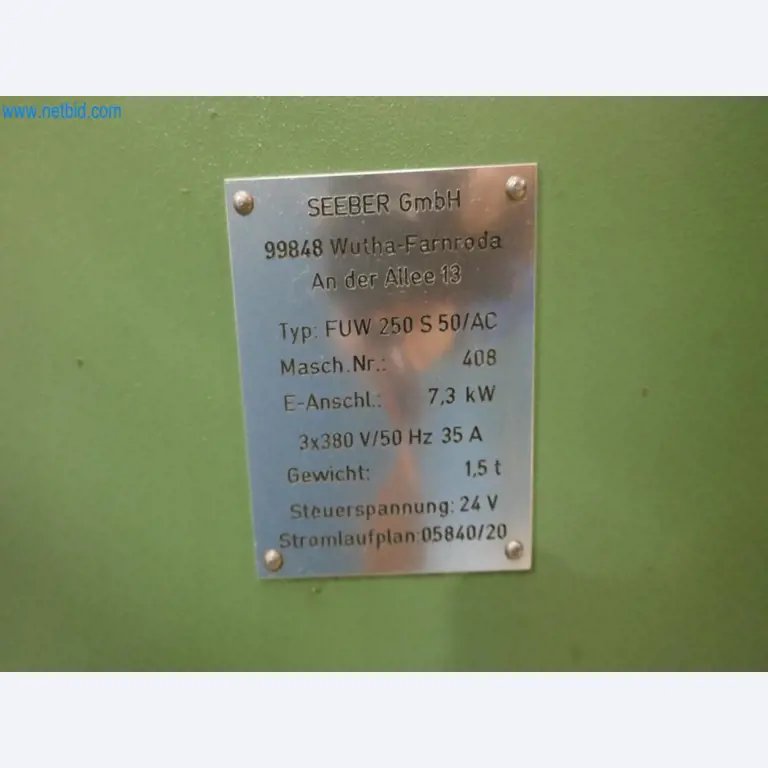 www.netbid.com
SEEBER GmbH
99848 Wutha-Farnroda
An der Allee 13
Typ: FUW 250 S 50/AC
Masch.Nr.: 408
E-Anschl.: 7,3 kW
3x380 V/50 Hz 35 A
Gewicht: 1,5 t
Steuerspannung: 24 V
Stromlaufplan:05840/20